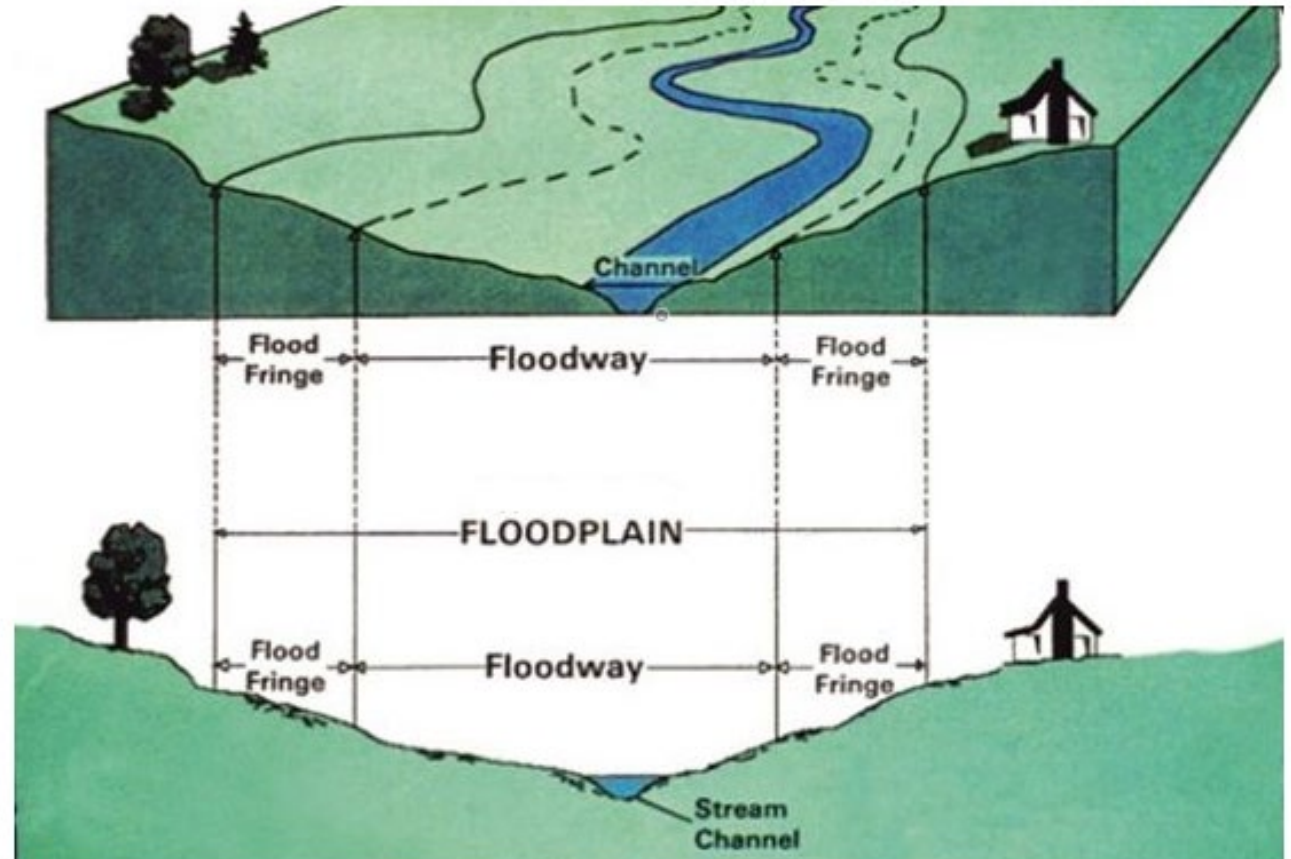 Channel
Flood
Fringe
Floodway
Flood
Fringe
FLOODPLAIN
Flood
Fringe
Floodway
Flood
Fringe
Stream
Channel